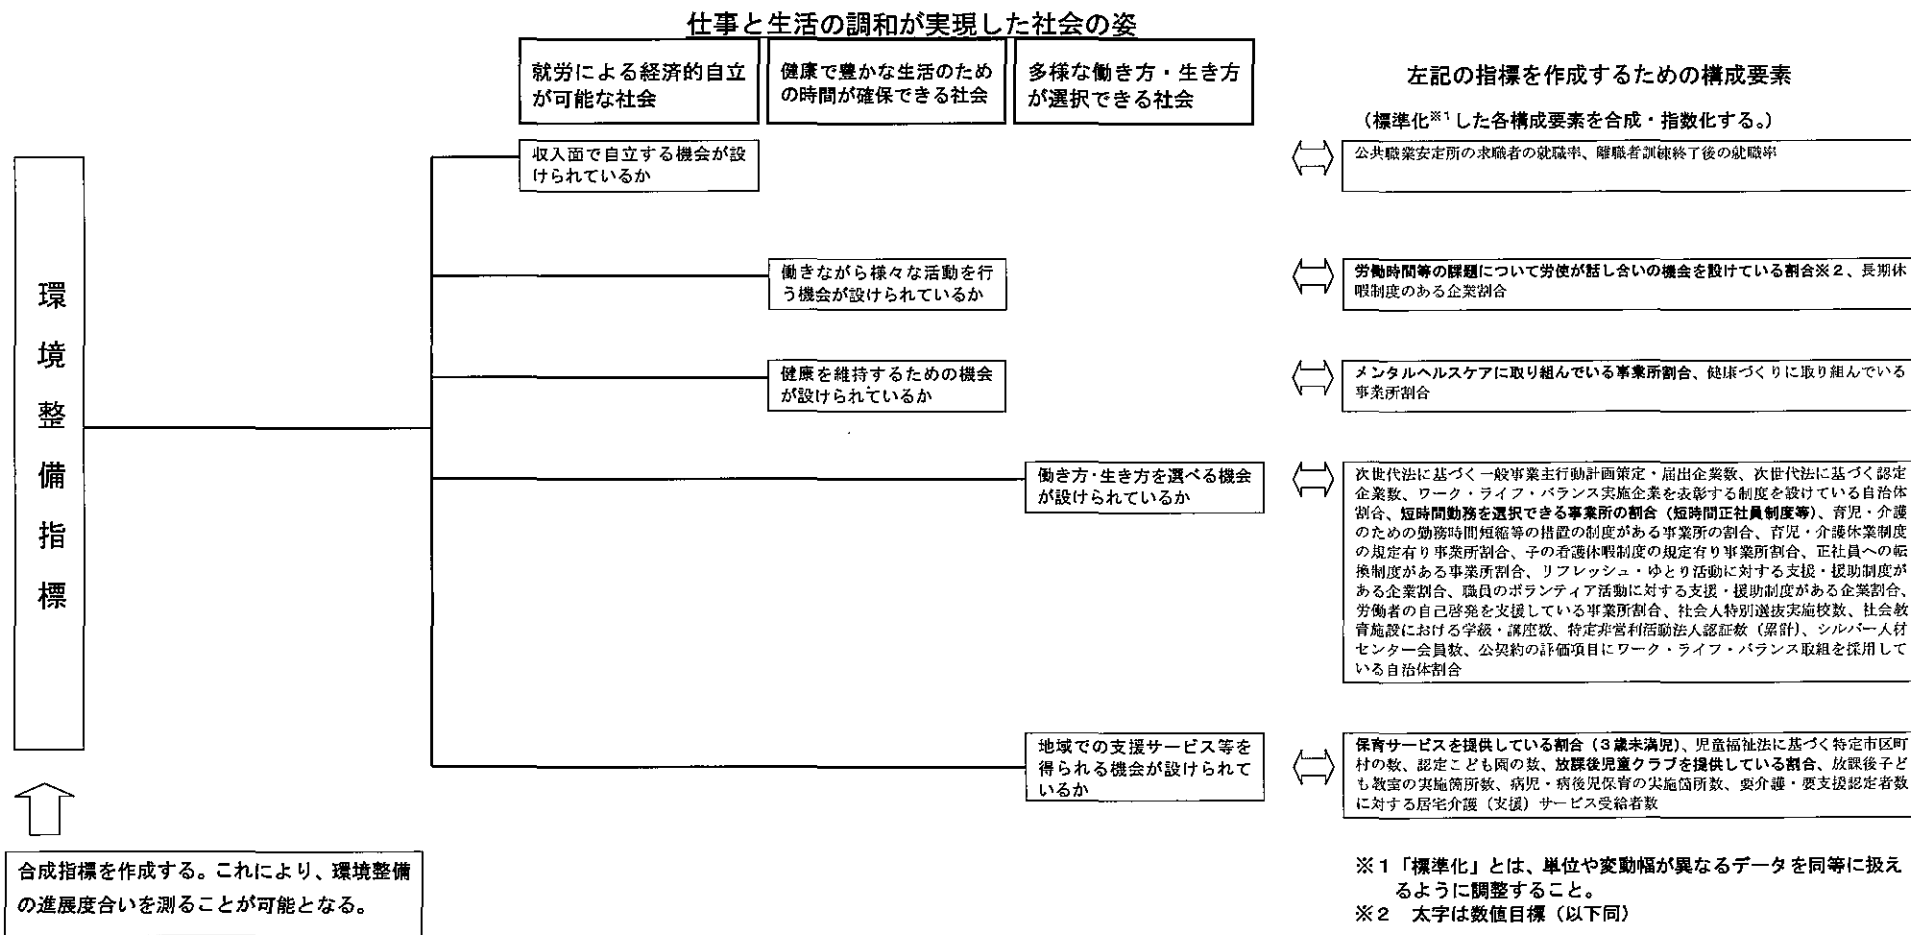 仕事と生活の調和が実現した社会の姿
就労による経済的自立
が可能な社会
健康で豊かな生活のため
の時間が確保できる社会
多様な働き方・生き方
が選択できる社会
左記の指標を作成するための構成要素
（標準化※1した各構成要素を合成・指数化する。）
環境整備指標
収入面で自立する機会が設
けられているか
公共職業安定所の求職者の就職率、離職者訓練終了後の就職率
働きながら様々な活動を行
う機会が設けられているか
労働時間等の課題について労使が話し合いの機会を設けている割合※２、長期休
暇制度のある企業割合
健康を維持するための機会
が設けられているか
メンタルヘルスケアに取り組んでいる事業所割合、健康づくりに取り組んでいる
事業所割合
働き方・生き方を選べる機会
が設けられているか
次世代法に基づく一般事業主行動計画策定・届出企業数、次世代法に基づく認定
企業数、ワーク・ライフ・バランス実施企業を表彰する制度を設けている自治体
割合、短時間勤務を選択できる事業所の割合（短時間正社員制度等）、育児・介護
のための勤務時間短縮等の措置の制度がある事業所の割合、育児・介護休業制度
の規定有り事業所割合、子の看護休暇制度の規定有り事業所割合、正社員への転
換制度がある事業所割合、リフレッシュ・ゆとり活動に対する支援・援助制度が
ある企業割合、職員のボランティア活動に対する支援・援助制度がある企業割合、
労働者の自己啓発を支援している事業所割合、社会人特別選抜実施校数、社会教
育施設における学級・講座数、特定非営利活動法人認証数（累計）、シルバー人材
センター会員数、公契約の評価項目にワーク・ライフ・バランス取組を採用して
いる自治体割合
地域での支援サービス等を
得られる機会が設けられて
いるか
保育サービスを提供している割合（３歳未満児）、児童福祉法に基づく特定市区町
村の数、認定こども園の数、放課後児童クラブを提供している割合、放課後子ど
も教室の実施箇所数、病児・病後児保育の実施箇所数、要介護・要支援認定者数
に対する居宅介護（支援）サービス受給者数
合成指標を作成する。これにより、環境整備
の進展度合いを測ることが可能となる。
※１「標準化」とは、単位や変動幅が異なるデータを同等に扱え
るように調整すること。
※２　太字は数値目標（以下同）